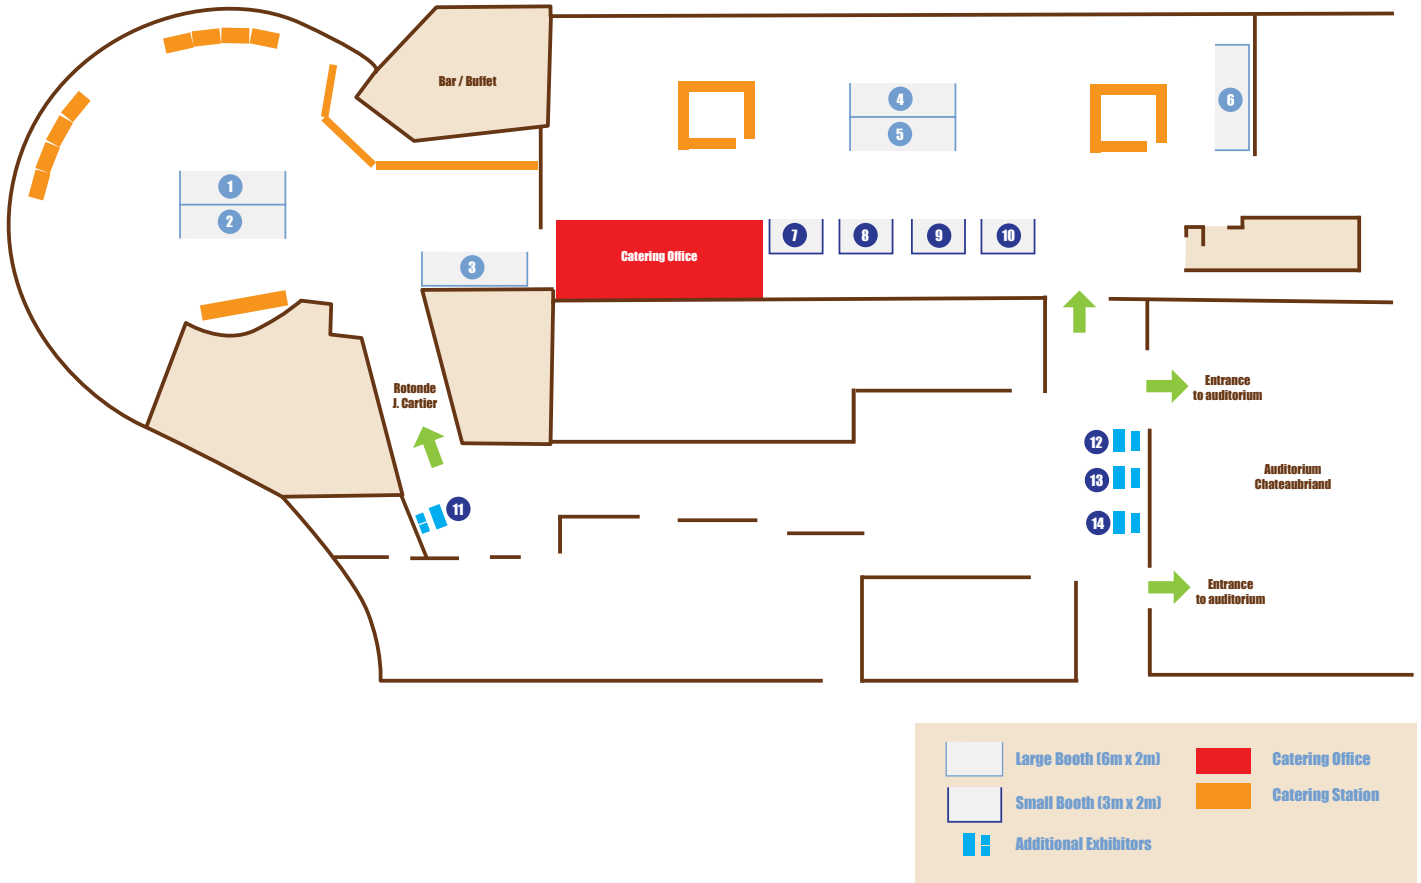 Bar / Buffet
4
5
6
1
2
3
Catering Office
7
8
9
10
Rotonde
J. Cartier
Entrance
to auditorium
12
13
14
Auditorium
Chateaubriand
11
Entrance
to auditorium
Large Booth (6m x 2m)
Catering Office
Small Booth (3m x 2m)
Catering Station
Additional Exhibitors